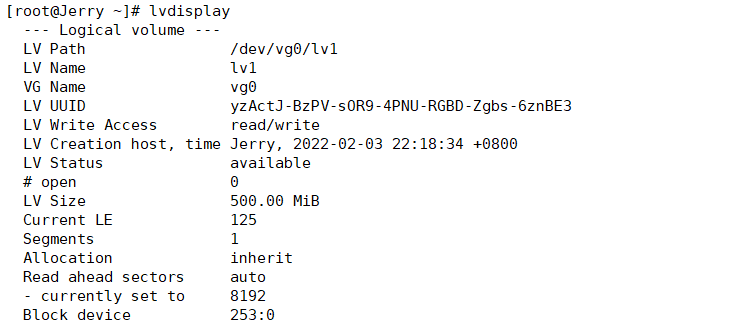 [root@Jerry ~]# lvdisplay
--- Logical volume ---
LV Path                /dev/vg0/lv1
LV Name                lv1
VG Name                vg0
LV UUID                yzActJ-BzPV-sOR9-4PNU-RGBD-Zgbs-6znBE3
LV Write Access        read/write
LV Creation host, time Jerry, 2022-02-03 22:18:34 +0800
LV Status              available
# open                 0
LV Size                500.00 MiB
Current LE             125
Segments               1
Allocation             inherit
Read ahead sectors     auto
- currently set to     8192
Block device           253:0